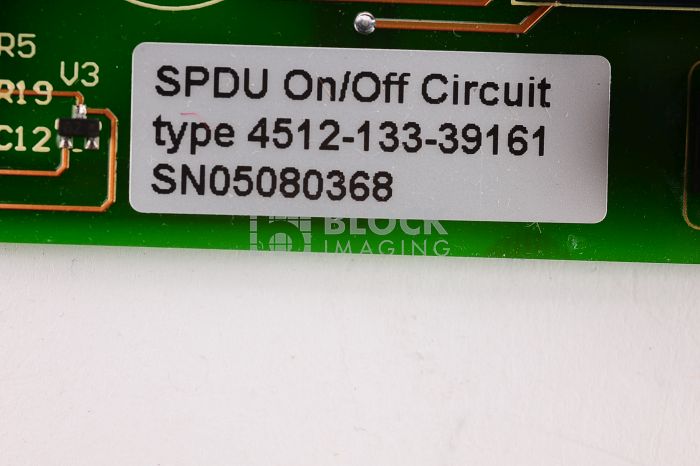 R5
V3
R19
C12
SPDU On/Off Circuit
type 4512-133-39161
SN05080368
BLOCK
IMAGING